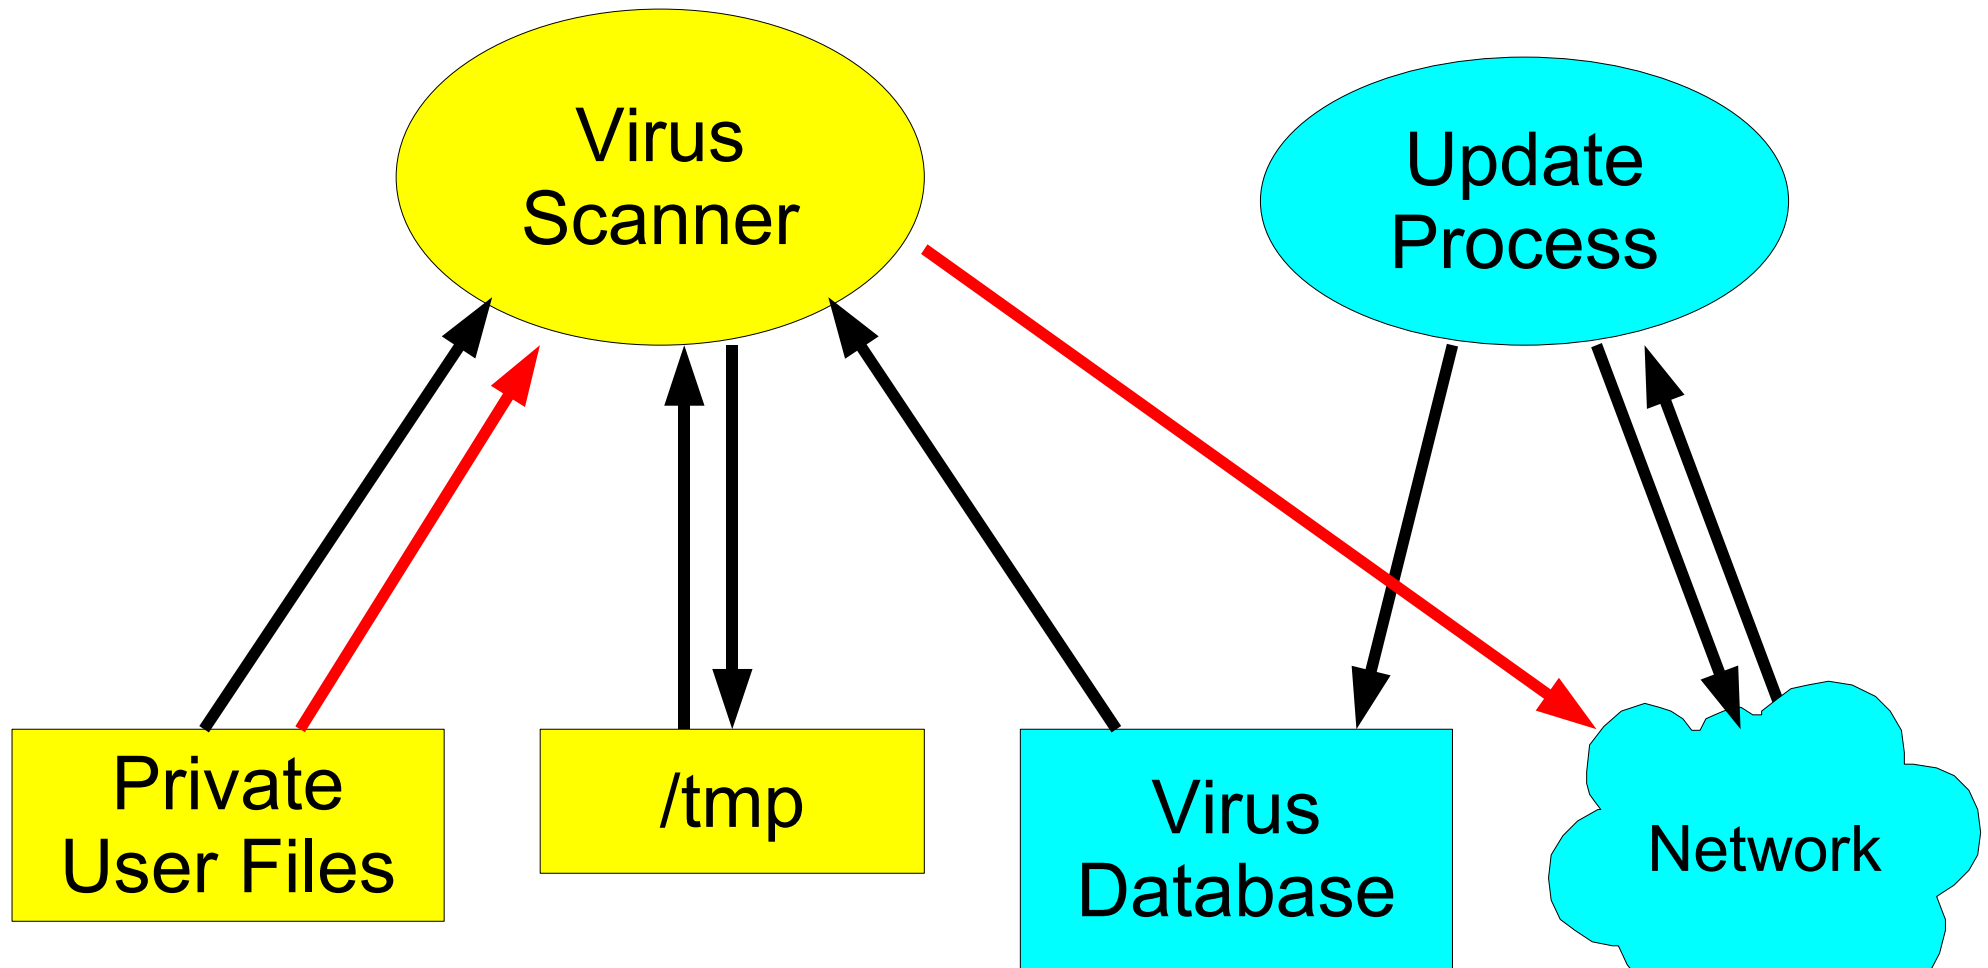 Virus
Scanner
Update
Process
Private
User Files
/tmp
Virus
Database
Network